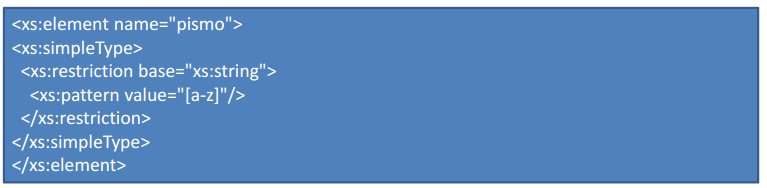 <xs:element name="pismo">
<xs:simpleType>
<xs:restriction base="xs:string">
<xs:pattern value="[a-z]"/>
</xs:restriction>
</xs:simpleType>
</xs:element>